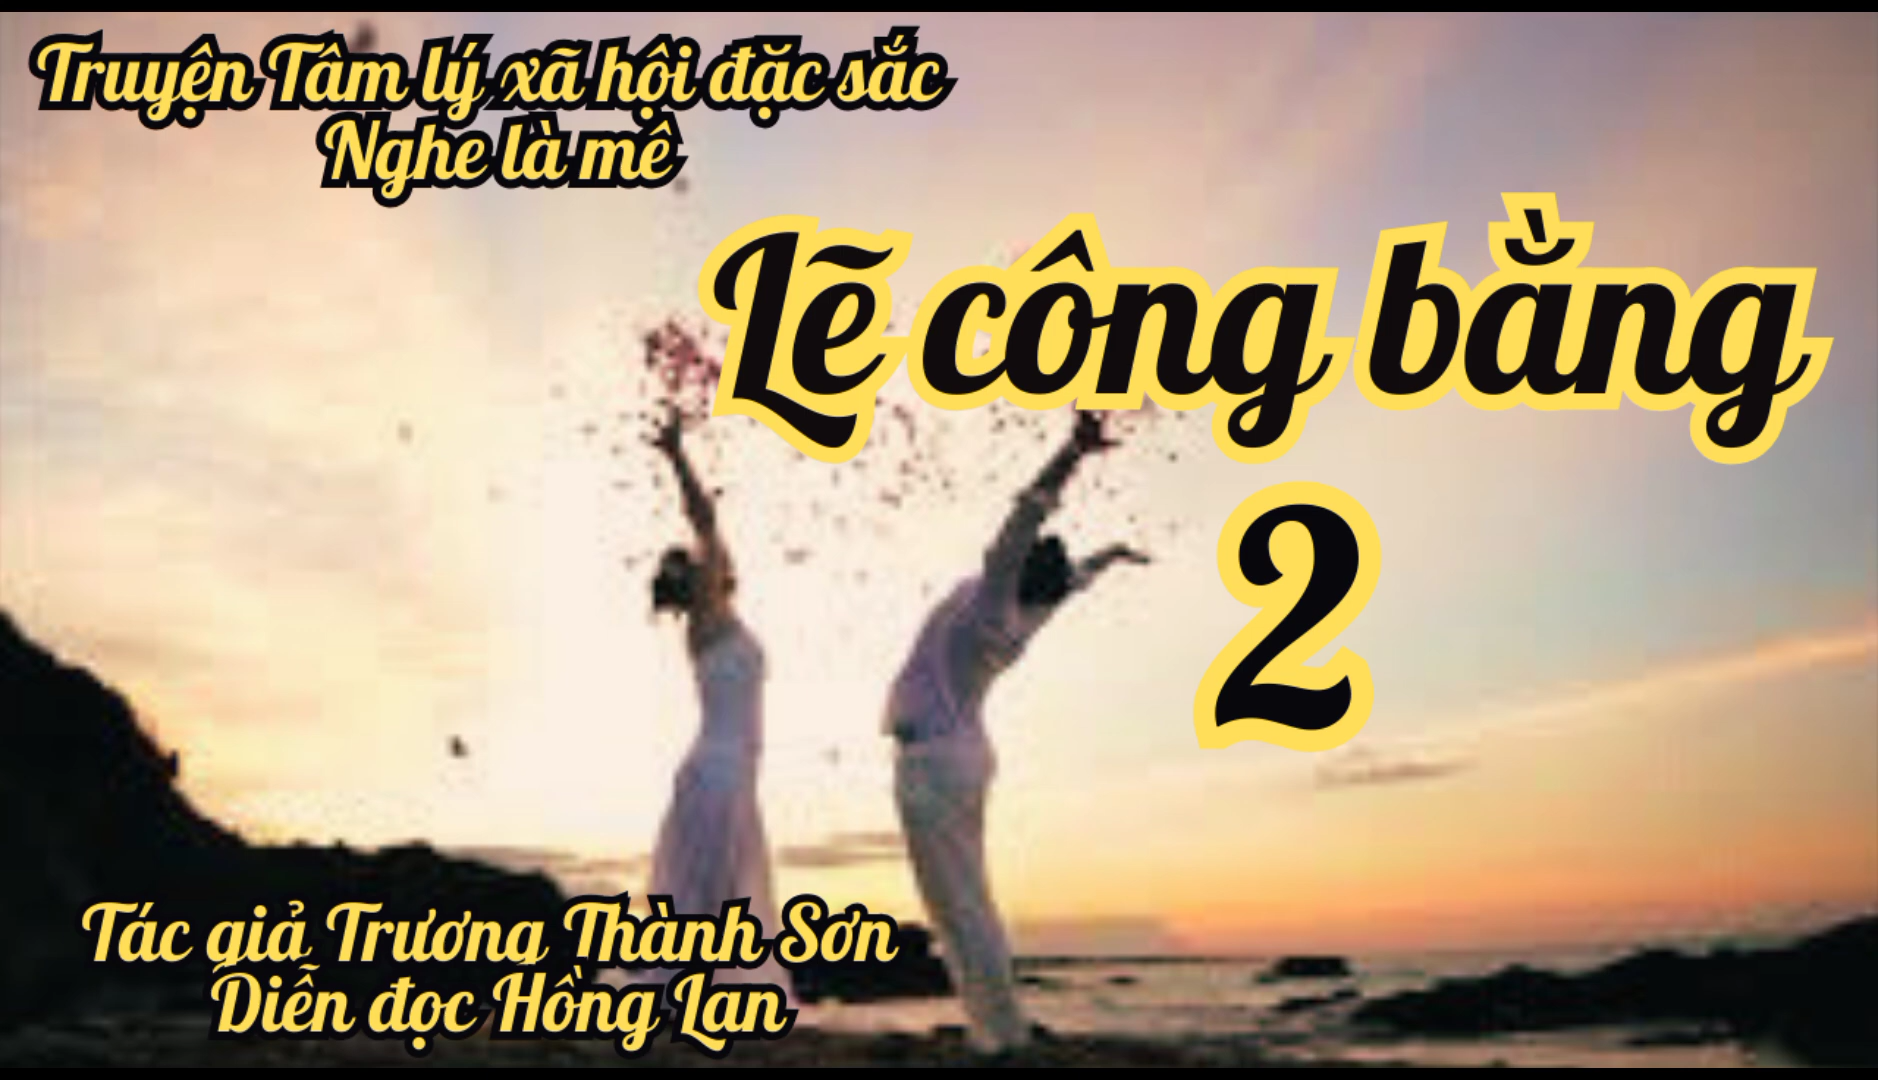 Truyện Tâm lý xã hội đặc sắc
Nghe là mê
Lẽ công bằng
2
Tác giả Trương Thành Sơn
Diễn đọc Hồng Lan